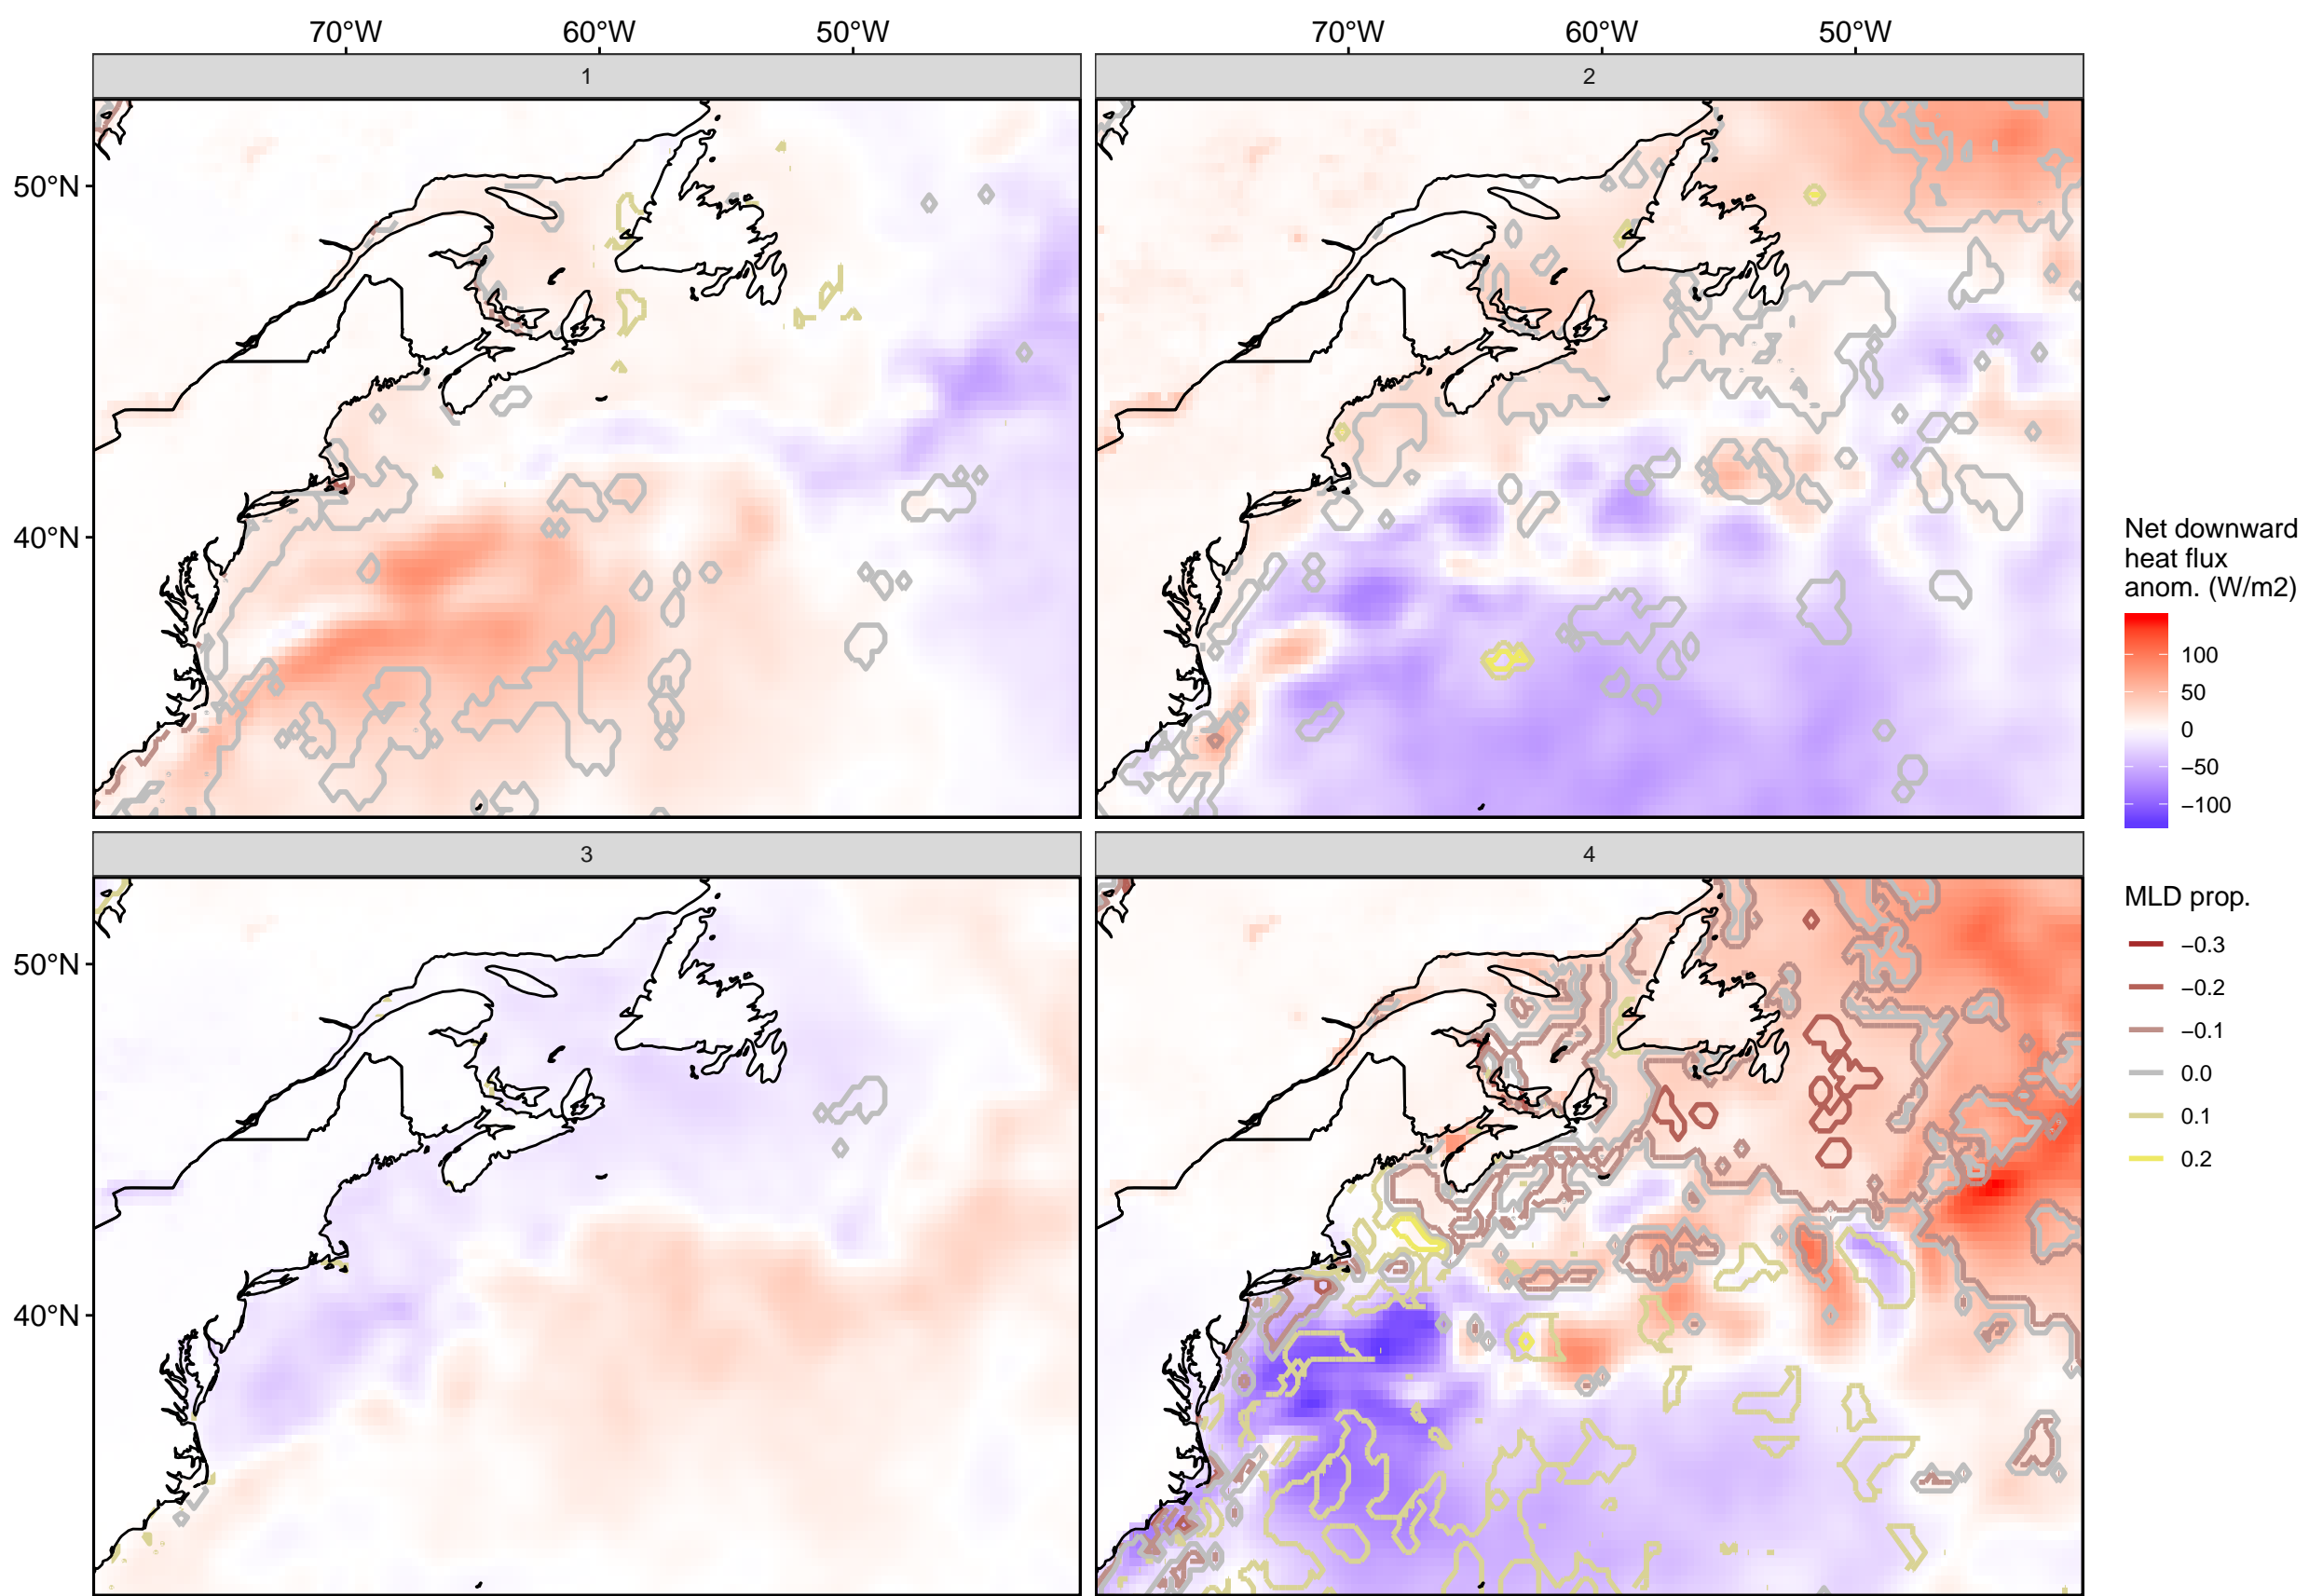 70°W 60°W 50°W 70°W 60°W 50°W
1 2
50°N
40°N
3 4
50°N
40°N
Net downward
heat flux
anom. (W/m2)
100
50
0
−50
−100
MLD prop.
−0.3
−0.2
−0.1
0.0
0.1
0.2